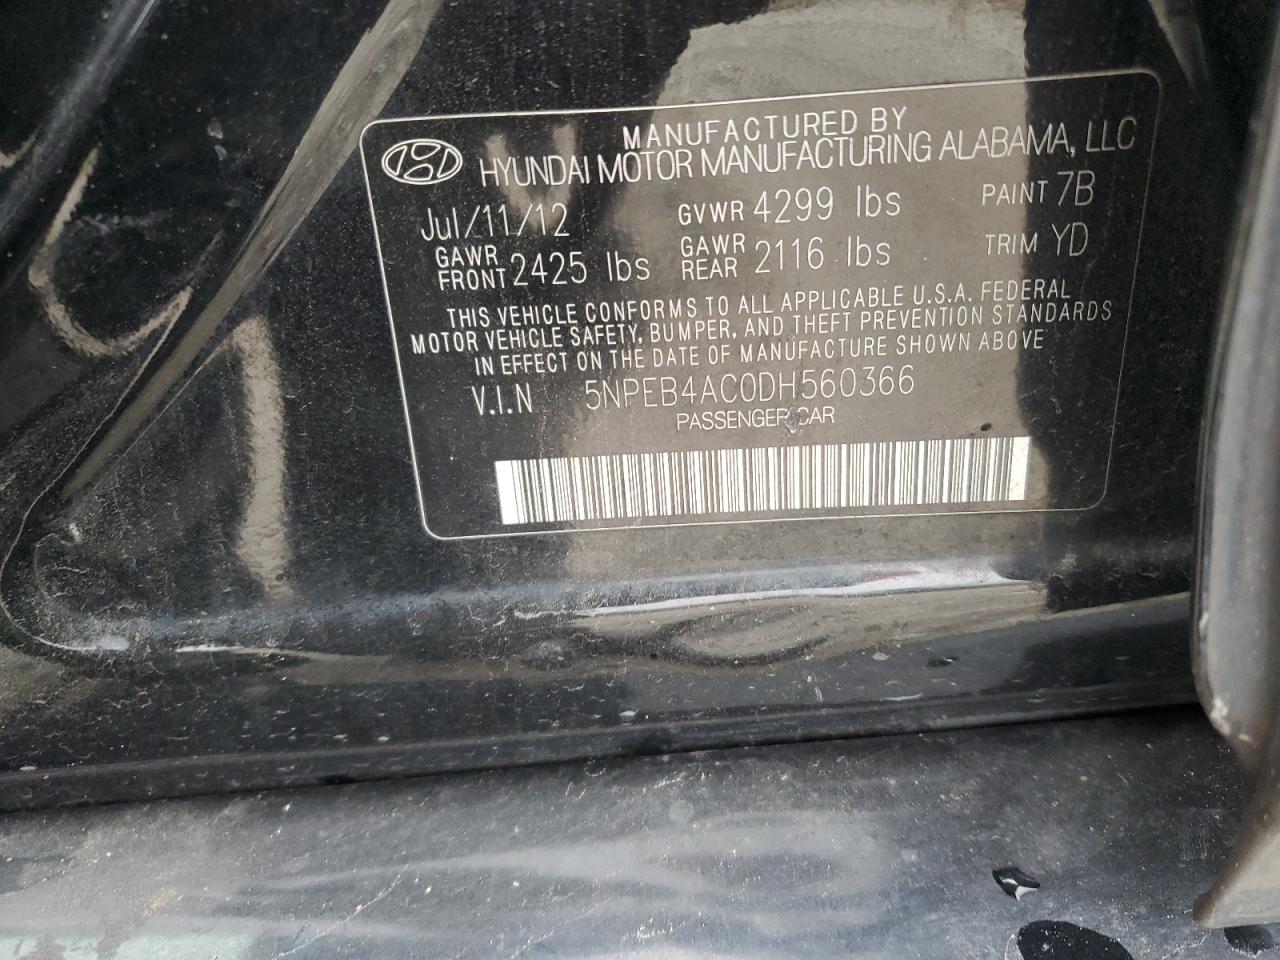 MANUFACTURED BY
HYUNDAI MOTOR MANUFACTURING ALABAMA, LLC
Jul/11/12 GVWR 4299 lbs PAINT 7B
GAWR FRONT 2425 lbs GAWR REAR 2116 lbs TRIM YD
THIS VEHICLE CONFORMS TO ALL APPLICABLE U.S.A. FEDERAL
MOTOR VEHICLE SAFETY, BUMPER, AND THEFT PREVENTION STANDARDS
IN EFFECT ON THE DATE OF MANUFACTURE SHOWN ABOVE
V.I.N 5NPEB4AC0DH560366
PASSENGER CAR